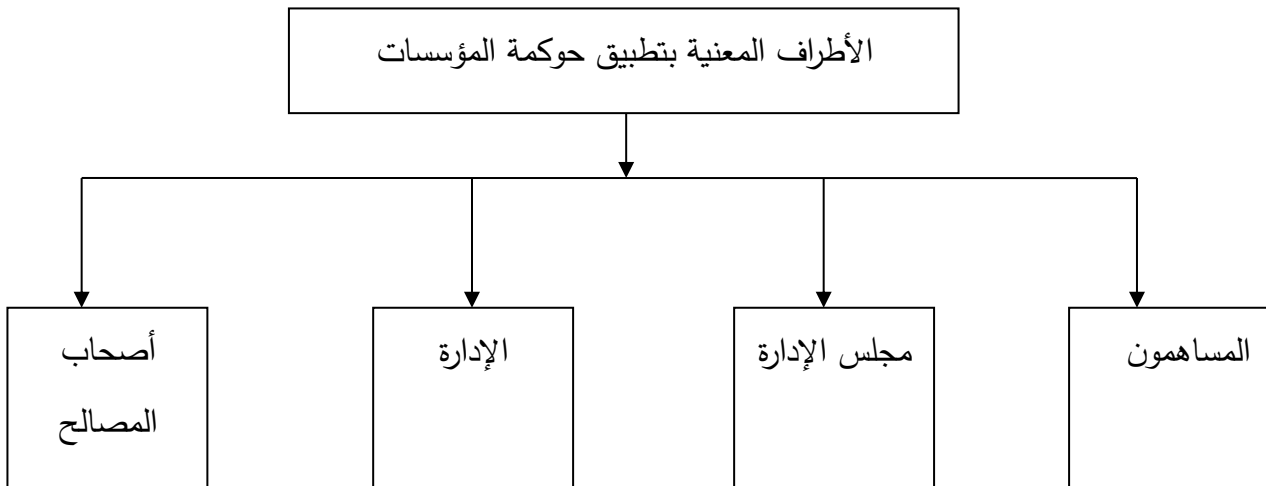 الأطراف المعنية بتطبيق حوكمة المؤسسات
المساهمون
مجلس الإدارة
الإدارة
أصحاب
المصالح